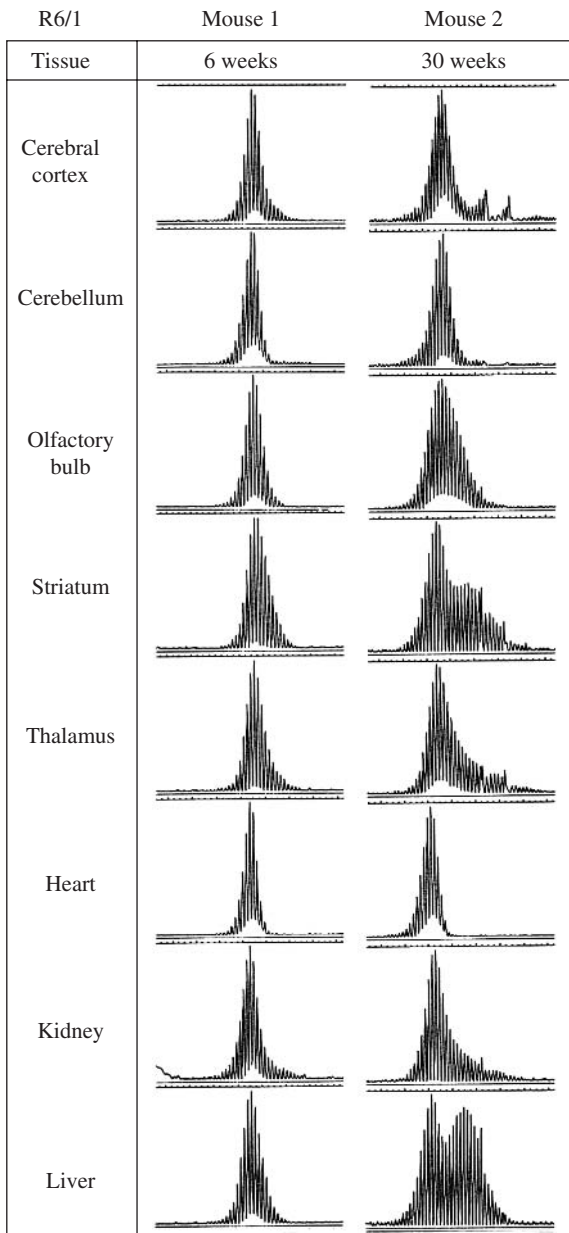 R6/1 Mouse 1 Mouse 2
Tissue 6 weeks 30 weeks
Cerebral
cortex
Cerebellum
Olfactory
bulb
Striatum
Thalamus
Heart
Kidney
Liver